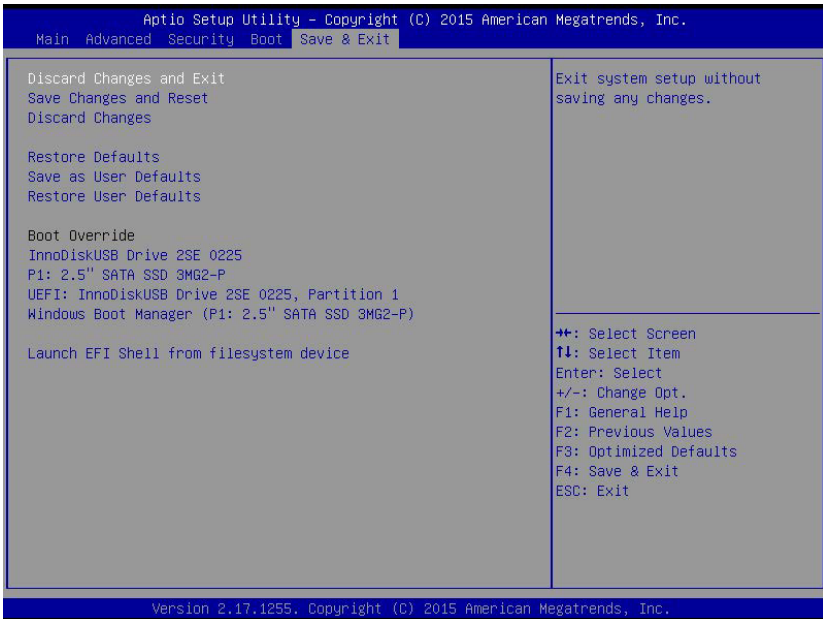 Aptio Setup Utility – Copyright (C) 2015 American Megatrends, Inc.
Main Advanced Security Boot Save & Exit
Discard Changes and Exit
Save Changes and Reset
Discard Changes
Restore Defaults
Save as User Defaults
Restore User Defaults
Boot Override
InnoDiskUSB Drive 2SE 0225
P1: 2.5" SATA SSD 3MG2-P
UEFI: InnoDiskUSB Drive 2SE 0225, Partition 1
Windows Boot Manager (P1: 2.5" SATA SSD 3MG2-P)
Launch EFI Shell from filesystem device
Exit system setup without
saving any changes.
→←: Select Screen
↑↓: Select Item
Enter: Select
+/-: Change Opt.
F1: General Help
F2: Previous Values
F3: Optimized Defaults
F4: Save & Exit
ESC: Exit
Version 2.17.1255. Copyright (C) 2015 American Megatrends, Inc.